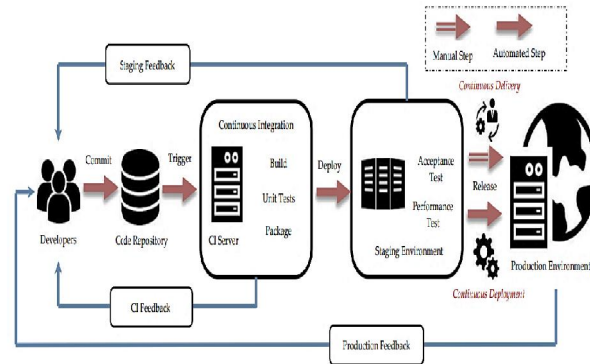 Staging Feedback
Manual Step
Automated Step
Continuous Delivery
Continuous Integration
Commit
Trigger
Build
Deploy
Acceptance
Test
Unit Tests
Release
Performance
Test
Package
Developers
Code Repository
CI Server
Staging Environment
Production Environment
CI Feedback
Continuous Deployment
Production Feedback